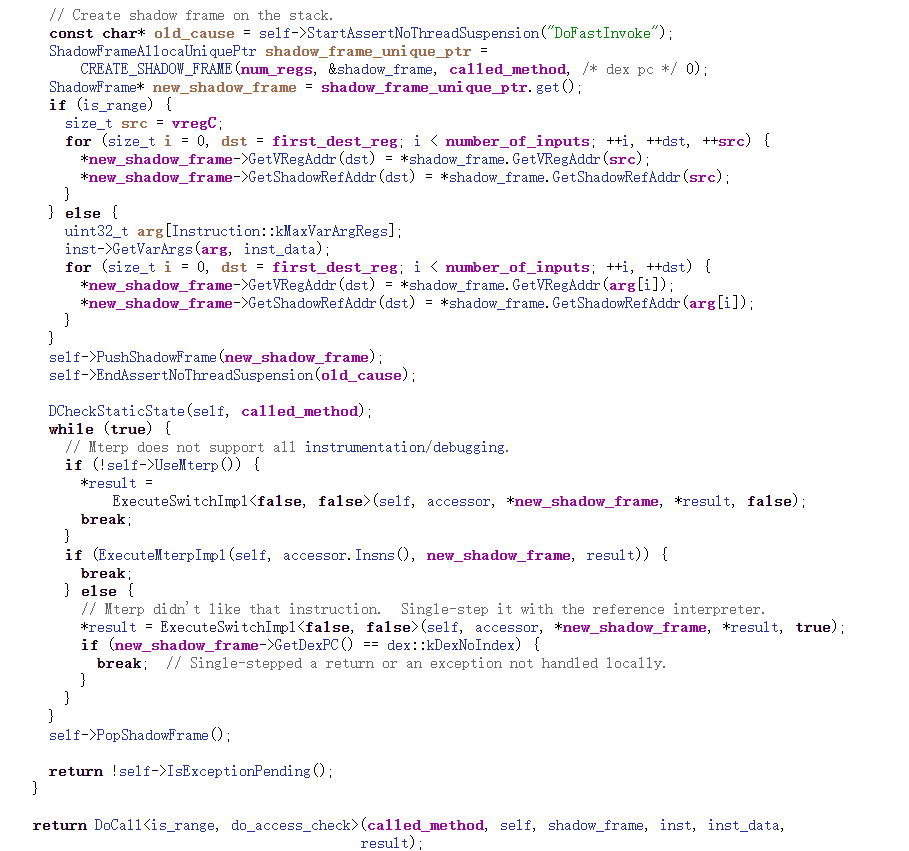 // Create shadow frame on the stack.
const char* old_cause = self->StartAssertNoThreadSuspension("DoFastInvoke");
ShadowFrameAllocaUniquePtr shadow_frame_unique_ptr =
    CREATE_SHADOW_FRAME(num_regs, &shadow_frame, called_method, /* dex pc */ 0);
ShadowFrame* new_shadow_frame = shadow_frame_unique_ptr.get();
if (is_range) {
  size_t src = vregC;
  for (size_t i = 0, dst = first_dest_reg; i < number_of_inputs; ++i, ++dst, ++src) {
    *new_shadow_frame->GetVRegAddr(dst) = *shadow_frame.GetVRegAddr(src);
    *new_shadow_frame->GetShadowRefAddr(dst) = *shadow_frame.GetShadowRefAddr(src);
  }
} else {
  uint32_t arg[Instruction::kMaxVarArgRegs];
  inst->GetVarArgs(arg, inst_data);
  for (size_t i = 0, dst = first_dest_reg; i < number_of_inputs; ++i, ++dst) {
    *new_shadow_frame->GetVRegAddr(dst) = *shadow_frame.GetVRegAddr(arg[i]);
    *new_shadow_frame->GetShadowRefAddr(dst) = *shadow_frame.GetShadowRefAddr(arg[i]);
  }
}
self->PushShadowFrame(new_shadow_frame);
self->EndAssertNoThreadSuspension(old_cause);

DCheckStaticState(self, called_method);
while (true) {
  // Mterp does not support all instrumentation/debugging.
  if (!self->UseMterp()) {
    *result =
        ExecuteSwitchImpl<false, false>(self, accessor, *new_shadow_frame, *result, false);
    break;
  }
  if (ExecuteMterpImpl(self, accessor.Insns(), new_shadow_frame, result)) {
    break;
  } else {
    // Mterp didn't like that instruction.  Single-step it with the reference interpreter.
    *result = ExecuteSwitchImpl<false, false>(self, accessor, *new_shadow_frame, *result, true);
    if (new_shadow_frame->GetDexPC() == dex::kDexNoIndex) {
      break;  // Single-stepped a return or an exception not handled locally.
    }
  }
}
self->PopShadowFrame();

return !self->IsExceptionPending();
}

return DoCall<is_range, do_access_check>(called_method, self, shadow_frame, inst, inst_data,
                                         result);